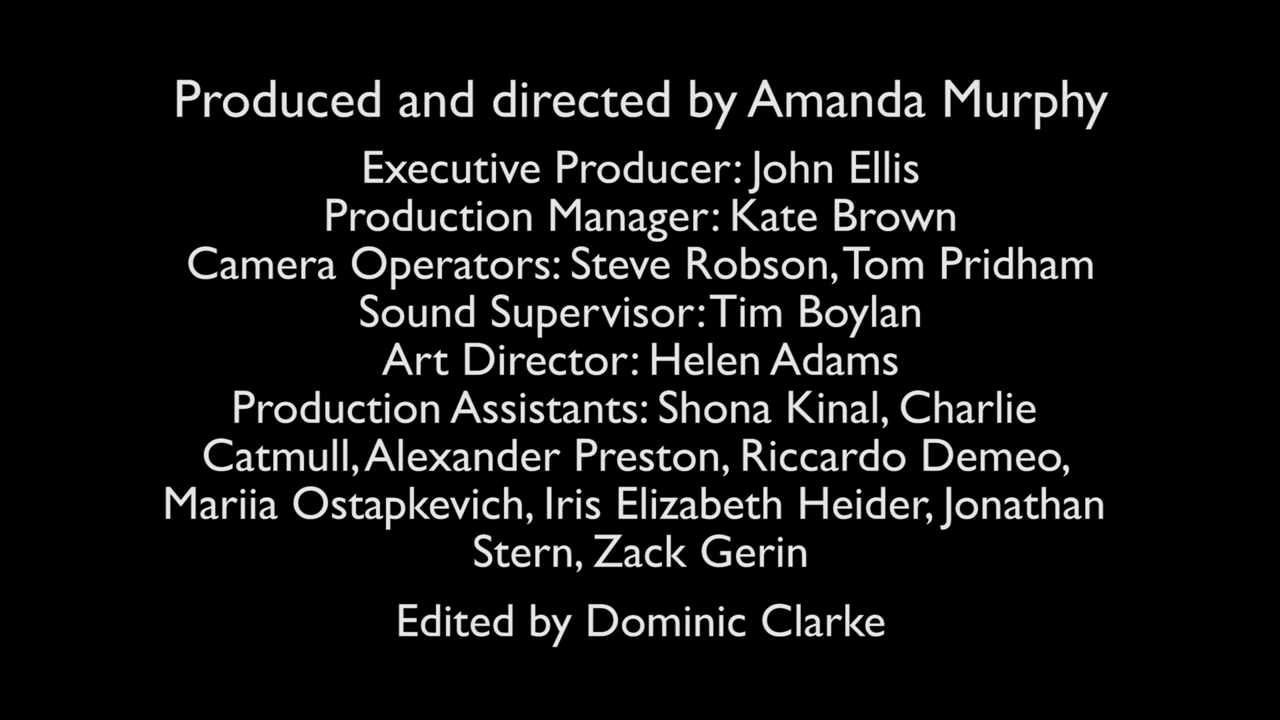 Produced and directed by Amanda Murphy
Executive Producer: John Ellis
Production Manager: Kate Brown
Camera Operators: Steve Robson, Tom Pridham
Sound Supervisor: Tim Boylan
Art Director: Helen Adams
Production Assistants: Shona Kinal, Charlie
Catmull, Alexander Preston, Riccardo Demeo,
Mariia Ostapkevich, Iris Elizabeth Heider, Jonathan
Stern, Zack Gerin
Edited by Dominic Clarke